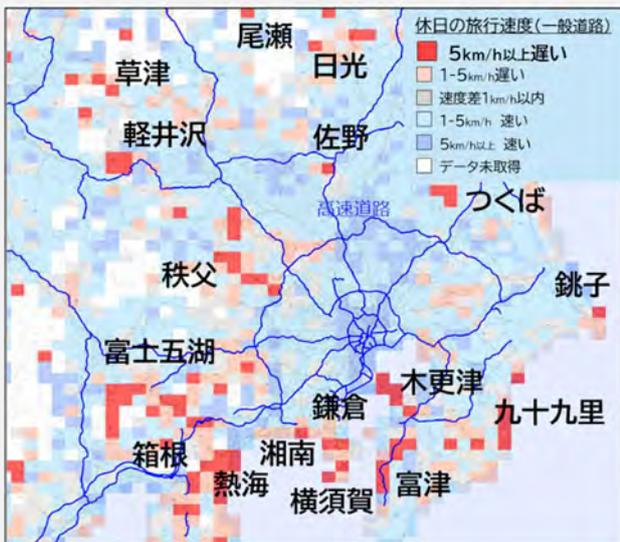 休日の旅行速度(一般道路)
5km/h以上遅い
1-5km/h遅い
速度差1km/h以内
1-5km/h 速い
5km/h以上 速い
データ未取得
尾瀬
日光
草津
軽井沢
佐野
高速道路
つくば
秩父
銚子
富士五湖
木更津
鎌倉
九十九里
箱根
湘南
熱海
富津
横須賀